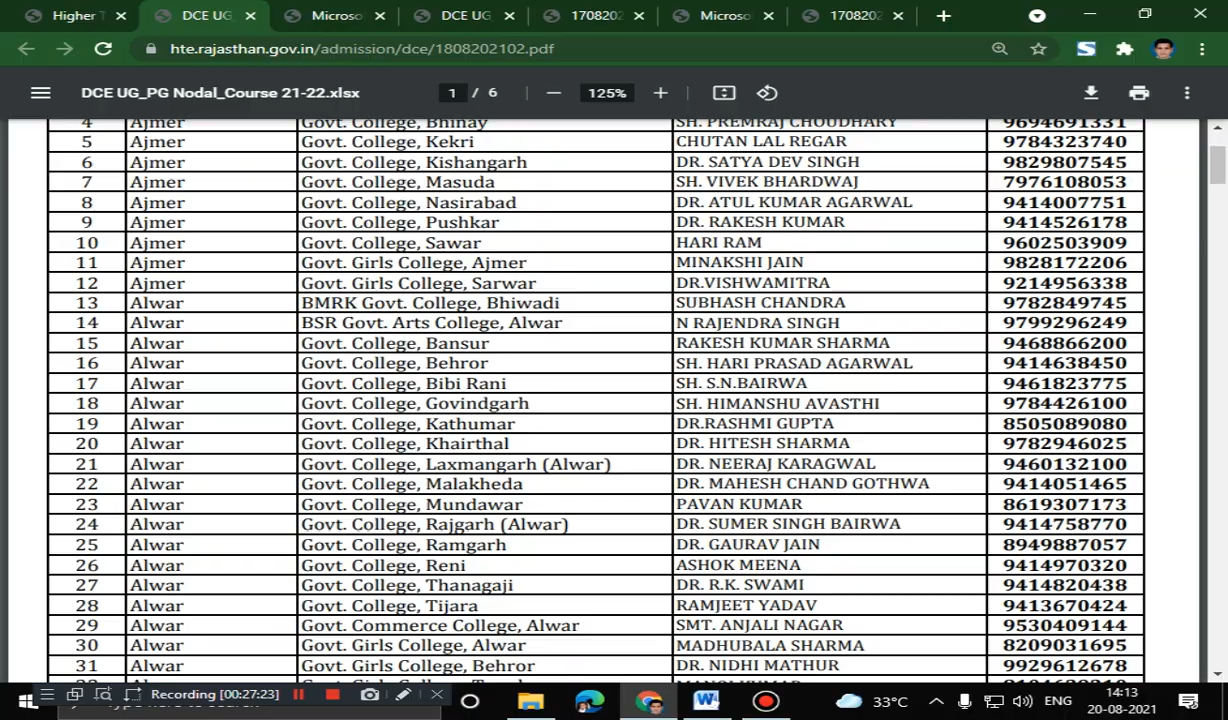 Higher T
DCE UG
Microso
DCE UG
170820
Microso
170820
hte.rajasthan.gov.in/admission/dce/1808202102.pdf
DCE UG_PG Nodal_Course 21-22.xlsx 1 / 6 125%
4 Ajmer Govt. College, Bhinay SH. PREMRAJ CHOUDHARY 9694691331
5 Ajmer Govt. College, Kekri CHUTAN LAL REGAR 9784323740
6 Ajmer Govt. College, Kishangarh DR. SATYA DEV SINGH 9829807545
7 Ajmer Govt. College, Masuda SH. VIVEK BHARDWAJ 7976108053
8 Ajmer Govt. College, Nasirabad DR. ATUL KUMAR AGARWAL 9414007751
9 Ajmer Govt. College, Pushkar DR. RAKESH KUMAR 9414526178
10 Ajmer Govt. College, Sawar HARI RAM 9602503909
11 Ajmer Govt. Girls College, Ajmer MINAKSHI JAIN 9828172206
12 Ajmer Govt. Girls College, Sarwar DR.VISHWAMITRA 9214956338
13 Alwar BMRK Govt. College, Bhiwadi SUBHASH CHANDRA 9782849745
14 Alwar BSR Govt. Arts College, Alwar N RAJENDRA SINGH 9799296249
15 Alwar Govt. College, Bansur RAKESH KUMAR SHARMA 9468866200
16 Alwar Govt. College, Behror SH. HARI PRASAD AGARWAL 9414638450
17 Alwar Govt. College, Bibi Rani SH. S.N.BAIRWA 9461823775
18 Alwar Govt. College, Govindgarh SH. HIMANSHU AVASTHI 9784426100
19 Alwar Govt. College, Kathumar DR.RASHMI GUPTA 8505089080
20 Alwar Govt. College, Khairthal DR. HITESH SHARMA 9782946025
21 Alwar Govt. College, Laxmangarh (Alwar) DR. NEERAJ KARAGWAL 9460132100
22 Alwar Govt. College, Malakheda DR. MAHESH CHAND GOTHWA 9414051465
23 Alwar Govt. College, Mundawar PAVAN KUMAR 8619307173
24 Alwar Govt. College, Rajgarh (Alwar) DR. SUMER SINGH BAIRWA 9414758770
25 Alwar Govt. College, Ramgarh DR. GAURAV JAIN 8949887057
26 Alwar Govt. College, Reni ASHOK MEENA 9414970320
27 Alwar Govt. College, Thanagaji DR. R.K. SWAMI 9414820438
28 Alwar Govt. College, Tijara RAMJEET YADAV 9413670424
29 Alwar Govt. Commerce College, Alwar SMT. ANJALI NAGAR 9530409144
30 Alwar Govt. Girls College, Alwar MADHUBALA SHARMA 8209031695
31 Alwar Govt. Girls College, Behror DR. NIDHI MATHUR 9929612678
Recording [00:27:23]
33°C
ENG
14:13
20-08-2021